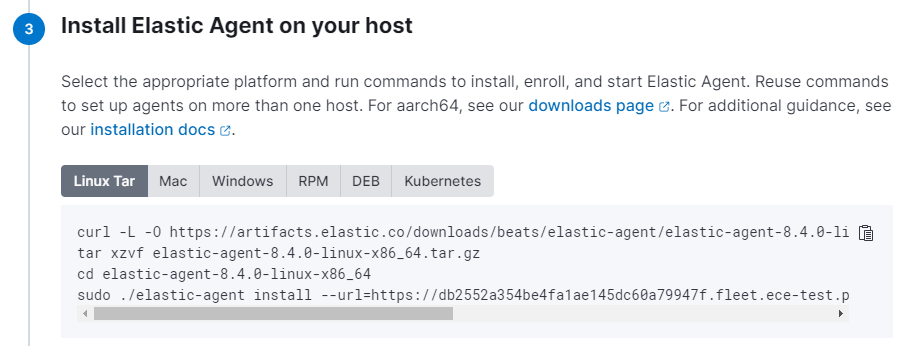 3
Install Elastic Agent on your host
Select the appropriate platform and run commands to install, enroll, and start Elastic Agent. Reuse commands
to set up agents on more than one host. For aarch64, see our downloads page. For additional guidance, see
our installation docs.
Linux Tar Mac Windows RPM DEB Kubernetes
curl -L -O https://artifacts.elastic.co/downloads/beats/elastic-agent/elastic-agent-8.4.0-li
tar xzvf elastic-agent-8.4.0-linux-x86_64.tar.gz
cd elastic-agent-8.4.0-linux-x86_64
sudo ./elastic-agent install --url=https://db2552a354be4fa1ae145dc60a79947f.fleet.ece-test.p